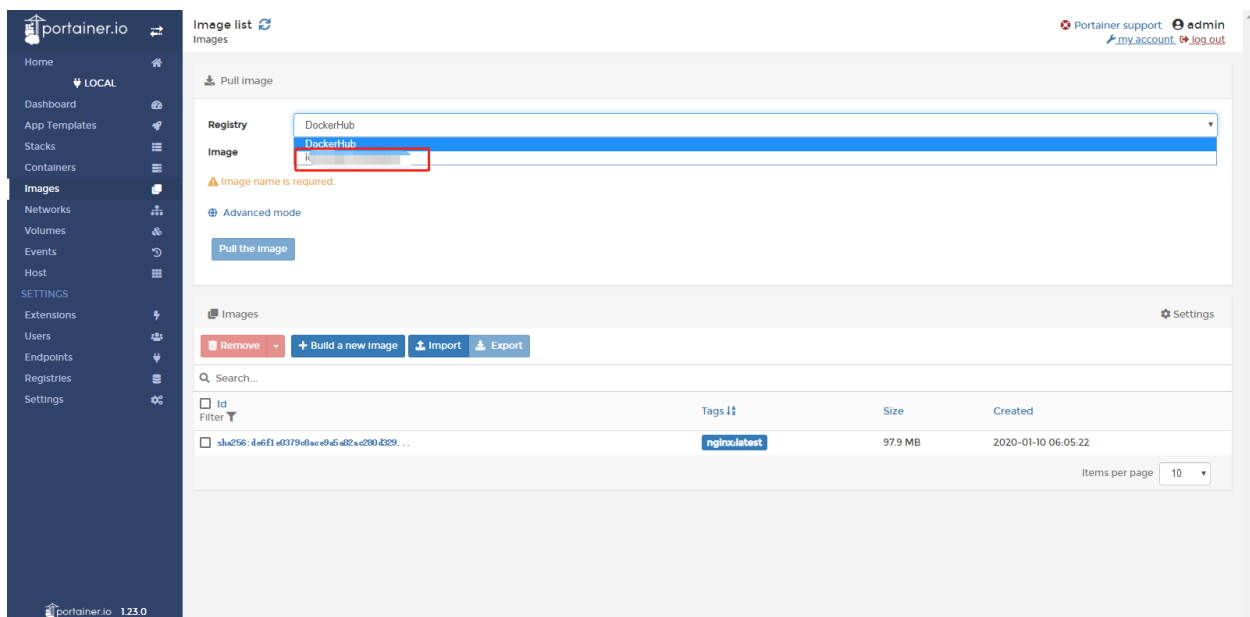 portainer.io
Home
LOCAL
Dashboard
App Templates
Stacks
Containers
Images
Networks
Volumes
Events
Host
SETTINGS
Extensions
Users
Endpoints
Registries
Settings
portainer.io 1.23.0
Image list
Images
Portainer support admin
my account log out
Pull image
Registry DockerHub
DockerHub
Image
Image name is required.
Advanced mode
Pull the image
Images Settings
Remove + Build a new image Import Export
Search...
Id Tags Size Created
Filter
sha256:de6f1e0379c8ace9a5a82ac280d329... nginx:latest 97.9 MB 2020-01-10 06:05:22
Items per page 10